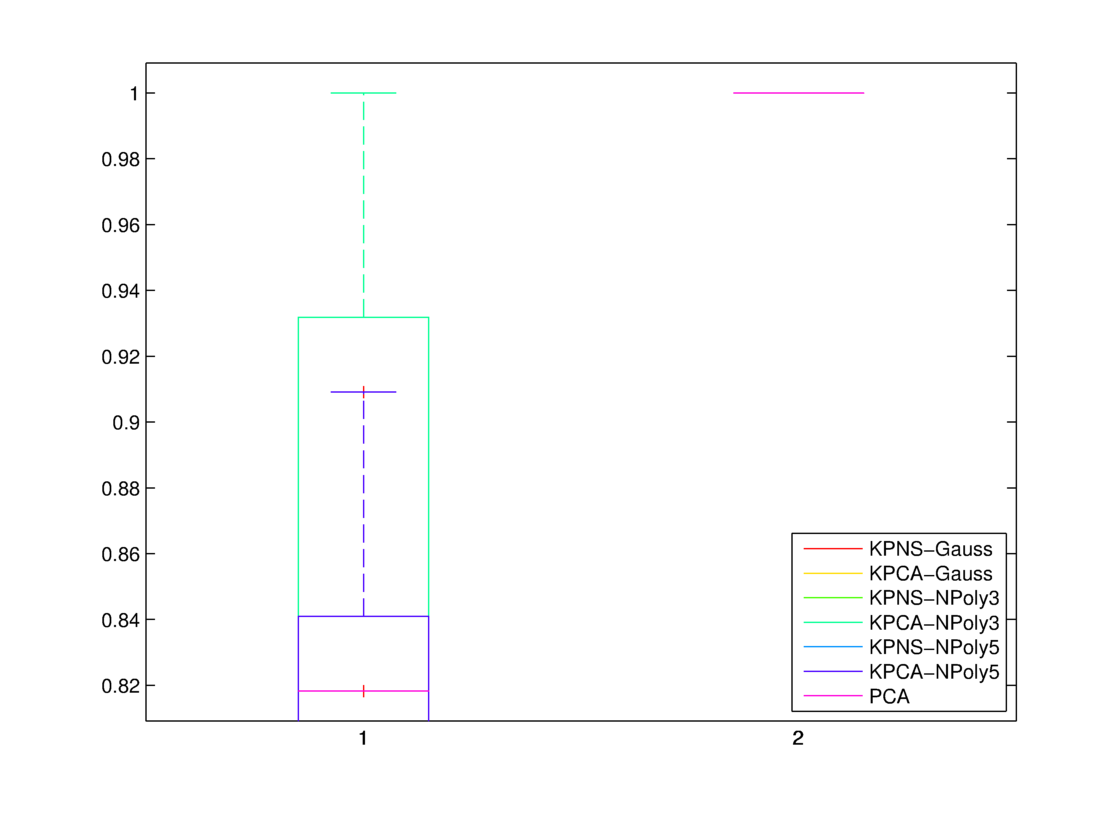 1
0.98
0.96
0.94
0.92
0.9
0.88
0.86
0.84
0.82
1
2
KPNS−Gauss
KPCA−Gauss
KPNS−NPoly3
KPCA−NPoly3
KPNS−NPoly5
KPCA−NPoly5
PCA